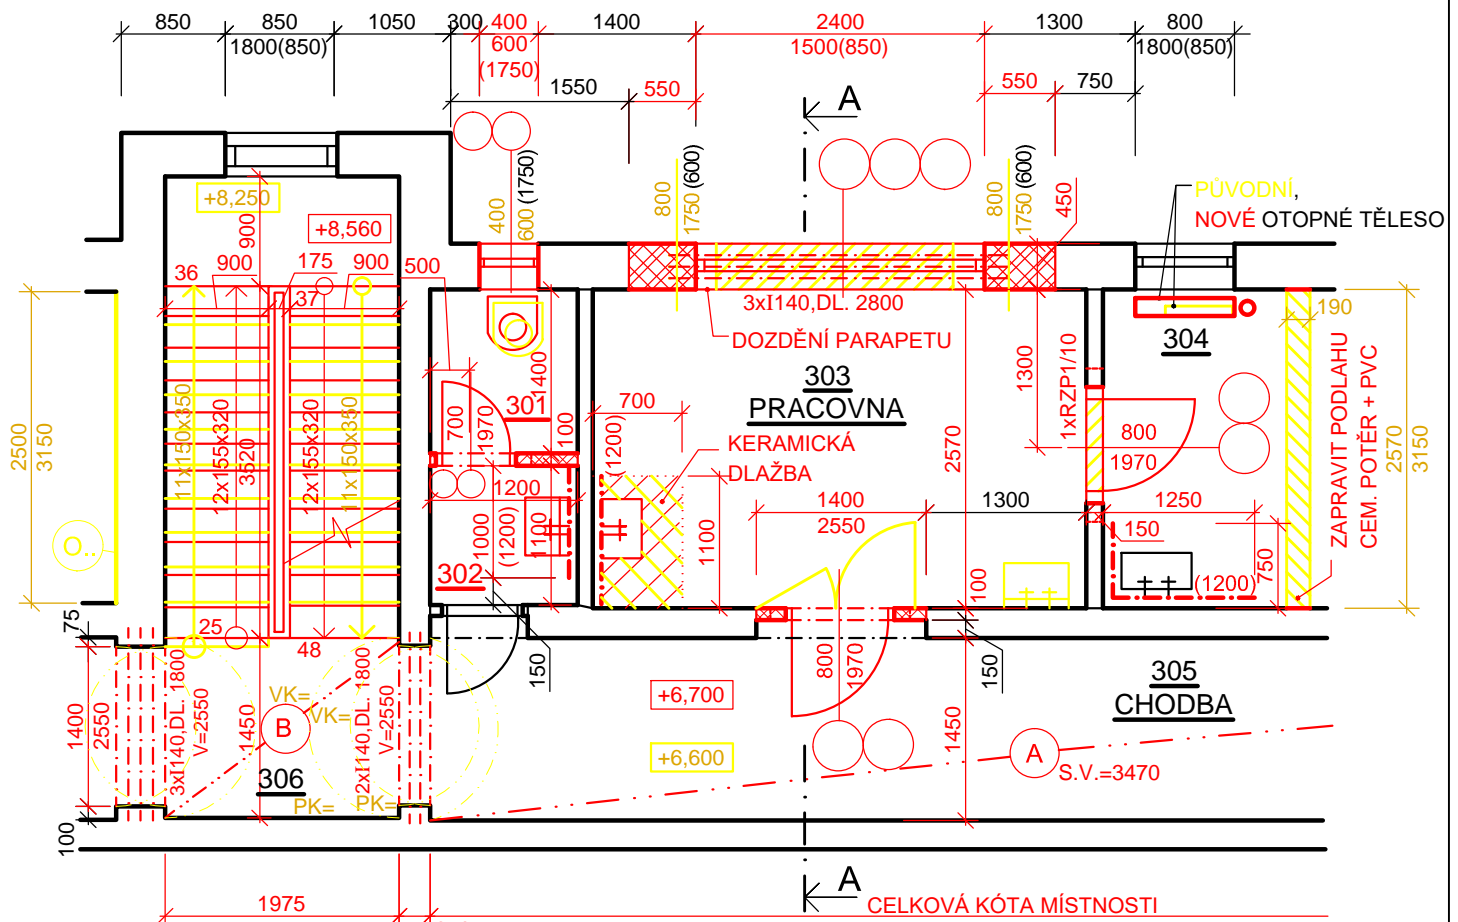 850
850
1050
300
400
1400
2400
1300
800
1800(850)
600
(1750)
1500(850)
1800(850)
1550
550
550
750
A
400
600 (1750)
800
1750 (600)
800
1750 (600)
450
PŮVODNÍ,
NOVÉ OTOPNÉ TĚLESO
+8,250
+8,560
900
36
900
175
900
500
37
3xI140,DL. 2800
DOZDĚNÍ PARAPETU
190
304
303
PRACOVNA
1400
1300
1xRZP1/10
2500
3150
11x150x350
12x155x320
3520
12x155x320
11x150x350
301
700
1970
100
700
(1200)
KERAMICKÁ
DLAŽBA
2570
800
1970
2570
3150
ZAPRAVIT PODLAHU
CEM. POTĚR + PVC
1200
1400
2550
1300
1250
O..
1000
(1200)
1100
1100
150
(1200)
750
302
100
75
25
48
150
800
1970
150
305
CHODBA
+6,700
+6,600
1400
2550
3xI140,DL. 1800
V=2550
VK=
VK=
B
1450
2xI140,DL. 1800
V=2550
1450
A
S.V.=3470
306
PK=
PK=
100
A
1975
CELKOVÁ KÓTA MÍSTNOSTI